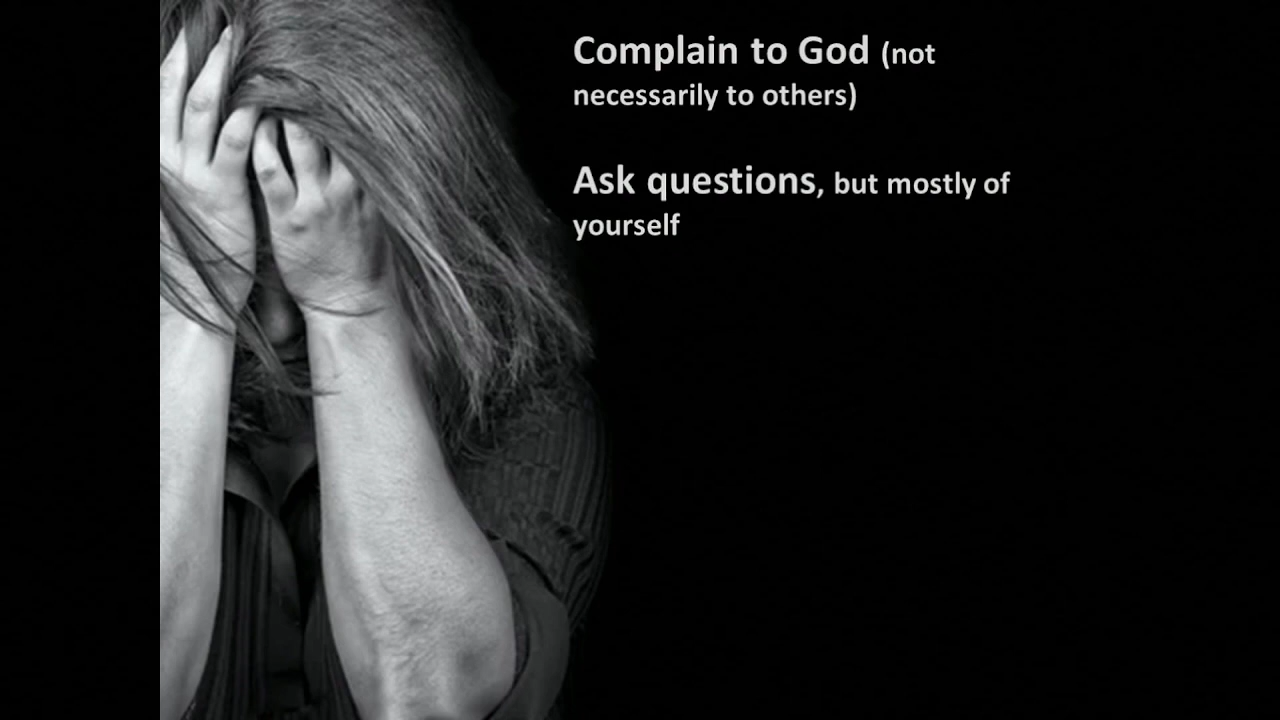 Complain to God (not
necessarily to others)
Ask questions, but mostly of
yourself